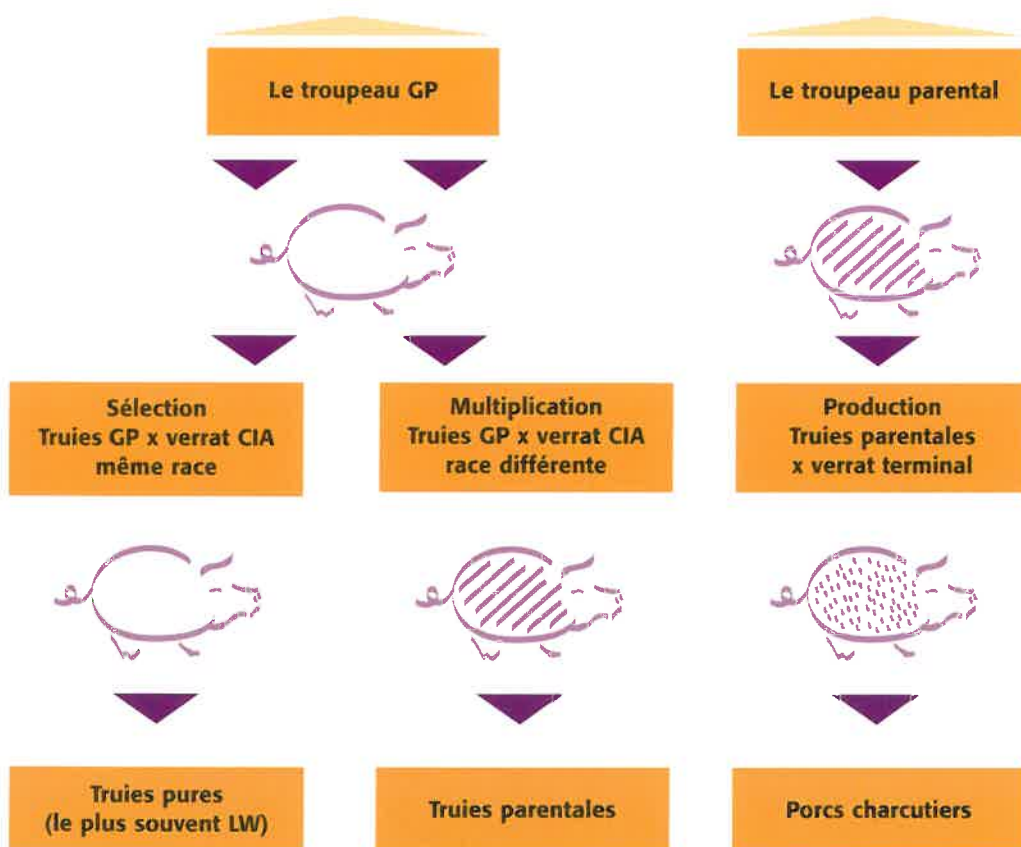 Le troupeau GP
Le troupeau parental
Sélection
Truies GP x verrat CIA
même race
Multiplication
Truies GP x verrat CIA
race différente
Production
Truies parentales
x verrat terminal
Truies pures
(le plus souvent LW)
Truies parentales
Porcs charcutiers